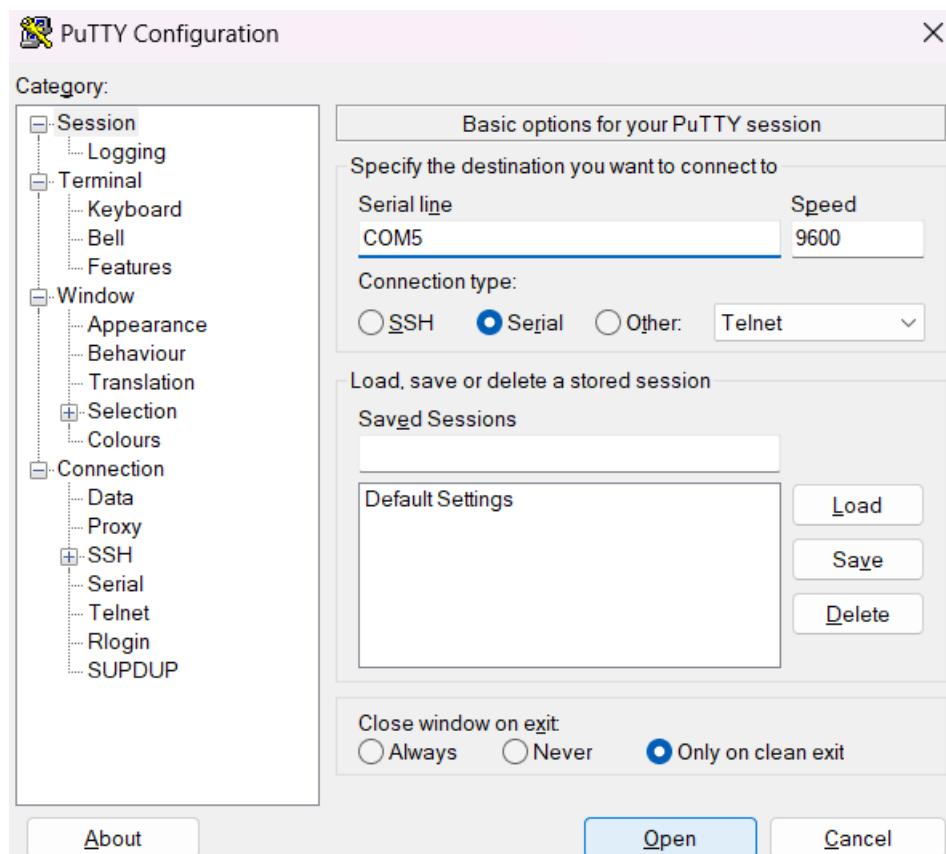 PuTTY Configuration
Category:
Session
Logging
Terminal
Keyboard
Bell
Features
Window
Appearance
Behaviour
Translation
Selection
Colours
Connection
Data
Proxy
SSH
Serial
Telnet
Rlogin
SUPDUP
Basic options for your PuTTY session
Specify the destination you want to connect to
Serial line Speed
COM5 9600
Connection type:
SSH Serial Other: Telnet
Load, save or delete a stored session
Saved Sessions
Default Settings
Load
Save
Delete
Close window on exit:
Always Never Only on clean exit
About Open Cancel